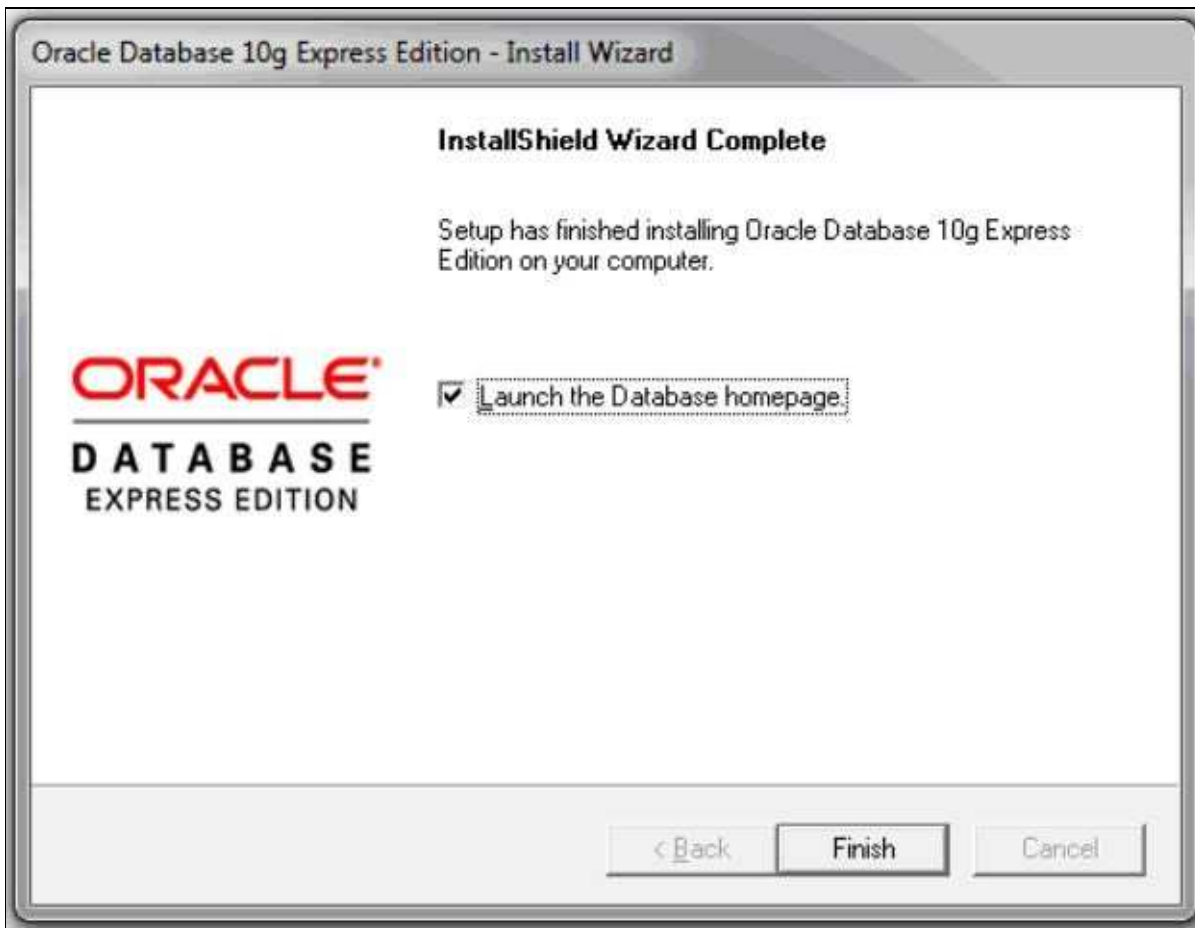 Oracle Database 10g Express Edition - Install Wizard
InstallShield Wizard Complete
Setup has finished installing Oracle Database 10g Express
Edition on your computer.
ORACLE
DATABASE
EXPRESS EDITION
Launch the Database homepage.
< Back
Finish
Cancel